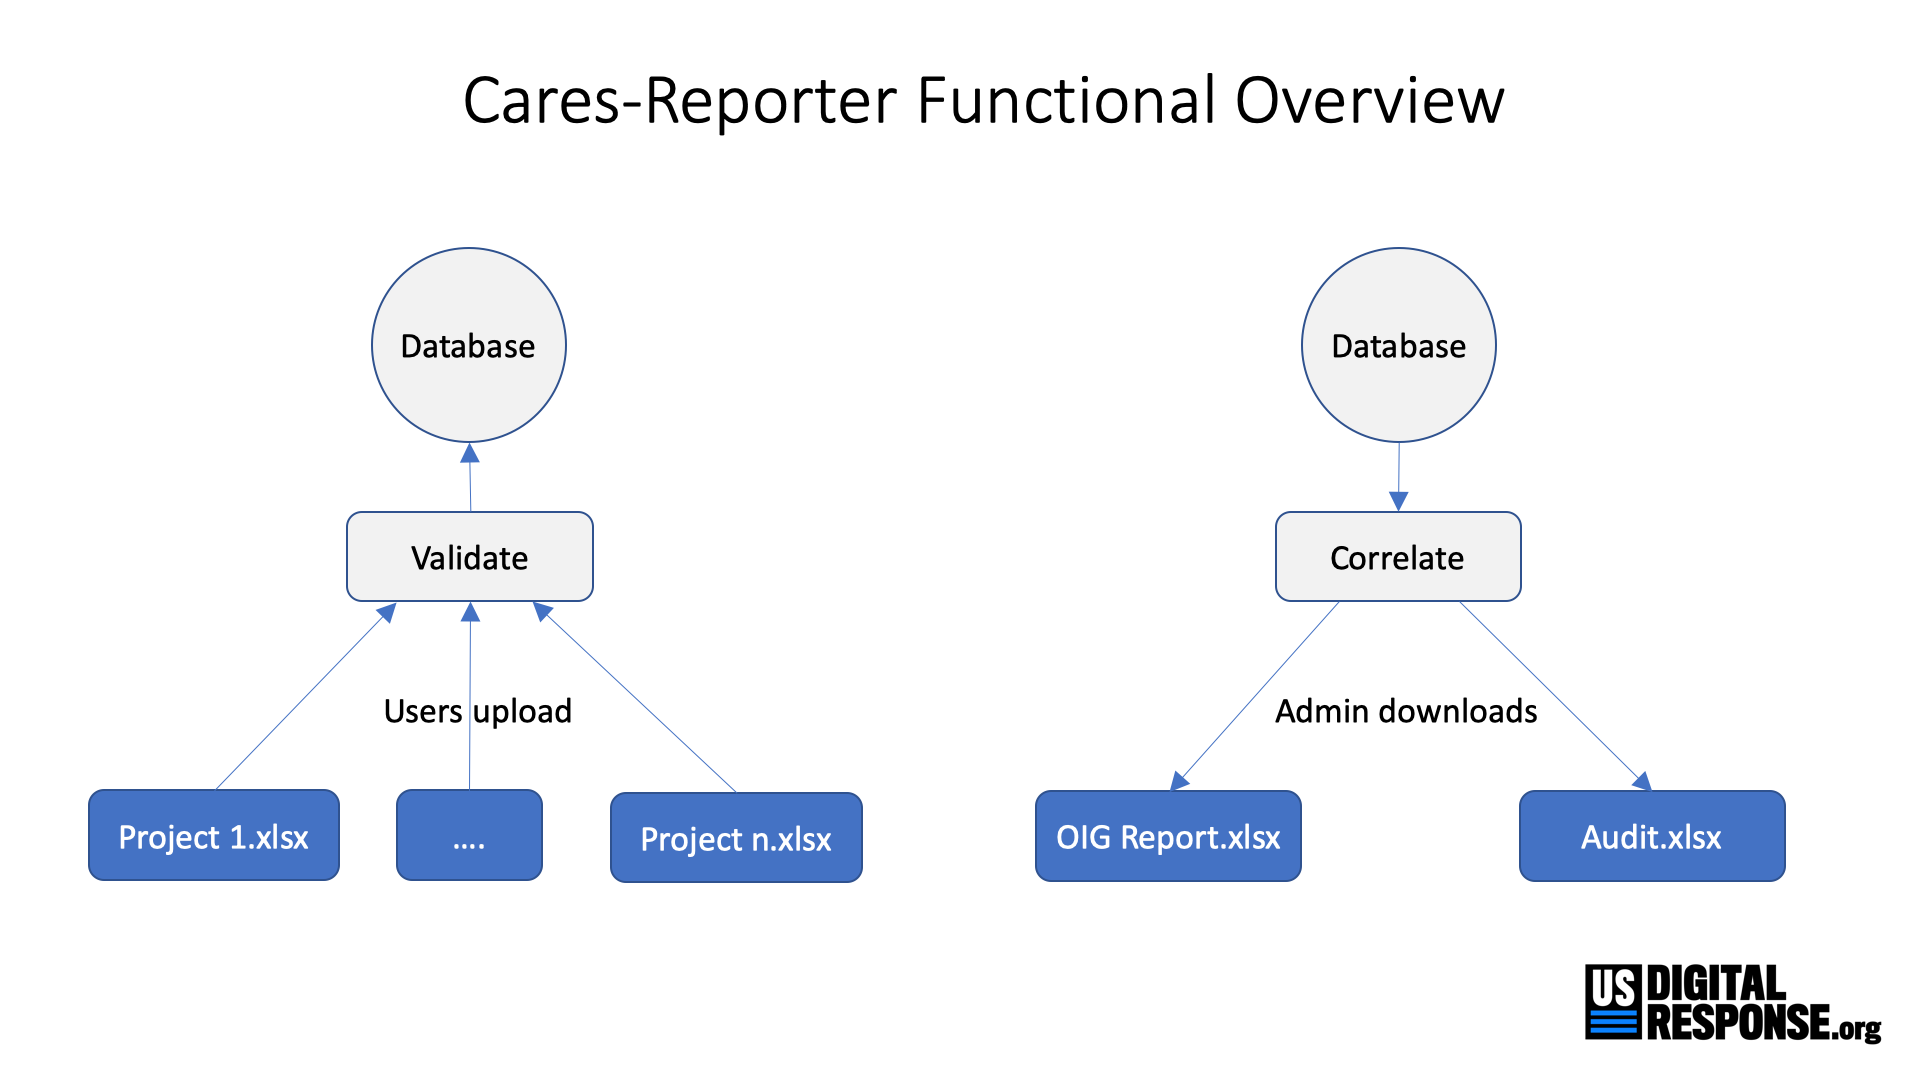 Cares-Reporter Functional Overview
Database
Database
Validate
Correlate
Users upload
Admin downloads
Project 1.xlsx
....
Project n.xlsx
OIG Report.xlsx
Audit.xlsx
US DIGITAL
RESPONSE.org